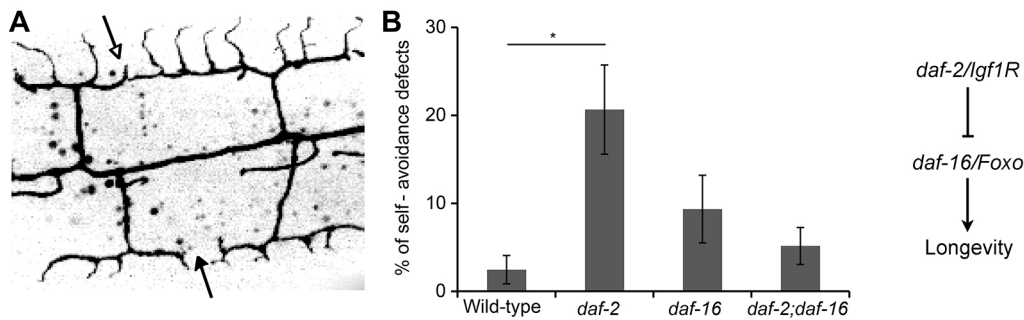 A
B
% of self - avoidance defects
30
20
10
0
*
Wild-type
daf-2
daf-16
daf-2;daf-16
daf-2/Igf1R
daf-16/Foxo
Longevity